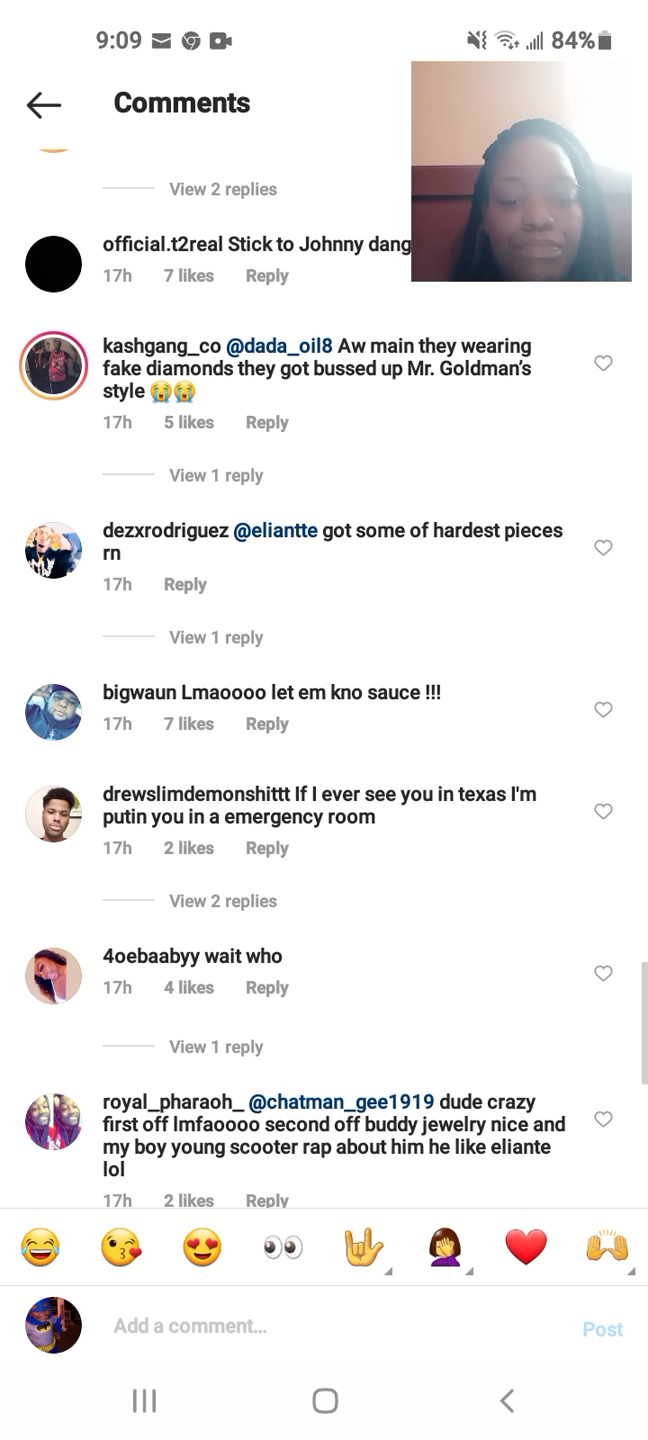 9:09 84%
Comments
View 2 replies
official.t2real Stick to Johnny dang
17h 7 likes Reply
kashgang_co @dada_oil8 Aw main they wearing
fake diamonds they got bussed up Mr. Goldman's
style 😭😭
17h 5 likes Reply
View 1 reply
dezxrodriguez @eliantte got some of hardest pieces
rn
17h Reply
View 1 reply
bigwaun Lmaoooo let em kno sauce !!!
17h 7 likes Reply
drewslimdemonshittt If I ever see you in texas I'm
putin you in a emergency room
17h 2 likes Reply
View 2 replies
4oebaabyy wait who
17h 4 likes Reply
View 1 reply
royal_pharaoh_ @chatman_gee1919 dude crazy
first off lmfaoooo second off buddy jewelry nice and
my boy young scooter rap about him he like eliante
lol
17h 2 likes Reply
😂 😘 😍 👀 🤟 🤦‍♀️ ❤️ 🙌
Add a comment... Post